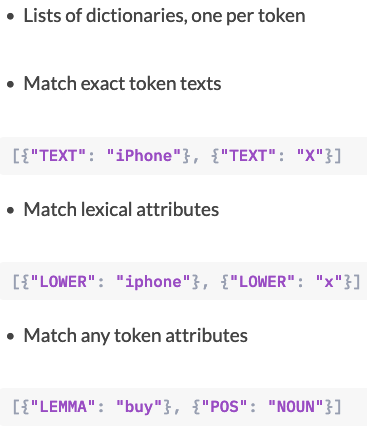 • Lists of dictionaries, one per token
• Match exact token texts
[{"TEXT": "iPhone"}, {"TEXT": "X"}]
• Match lexical attributes
[{"LOWER": "iphone"}, {"LOWER": "x"}]
• Match any token attributes
[{"LEMMA": "buy"}, {"POS": "NOUN"}]